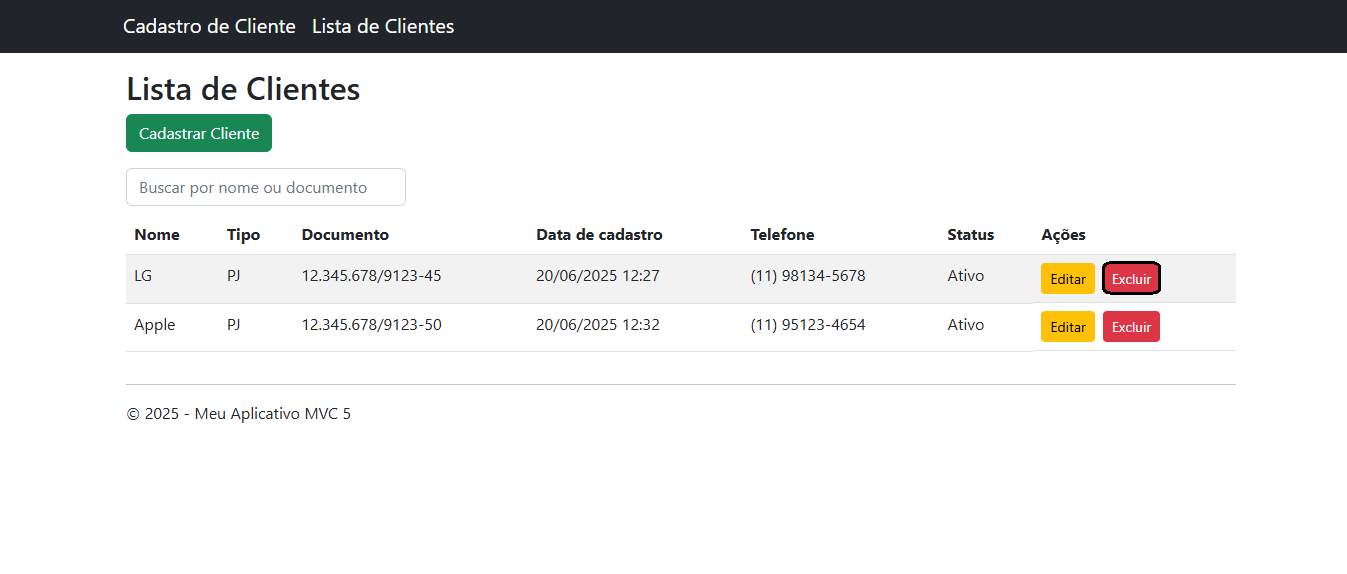 Cadastro de Cliente Lista de Clientes
Lista de Clientes
Cadastrar Cliente
Buscar por nome ou documento
Nome Tipo Documento Data de cadastro Telefone Status Ações
LG PJ 12.345.678/9123-45 20/06/2025 12:27 (11) 98134-5678 Ativo Editar Excluir
Apple PJ 12.345.678/9123-50 20/06/2025 12:32 (11) 95123-4654 Ativo Editar Excluir
© 2025 - Meu Aplicativo MVC 5